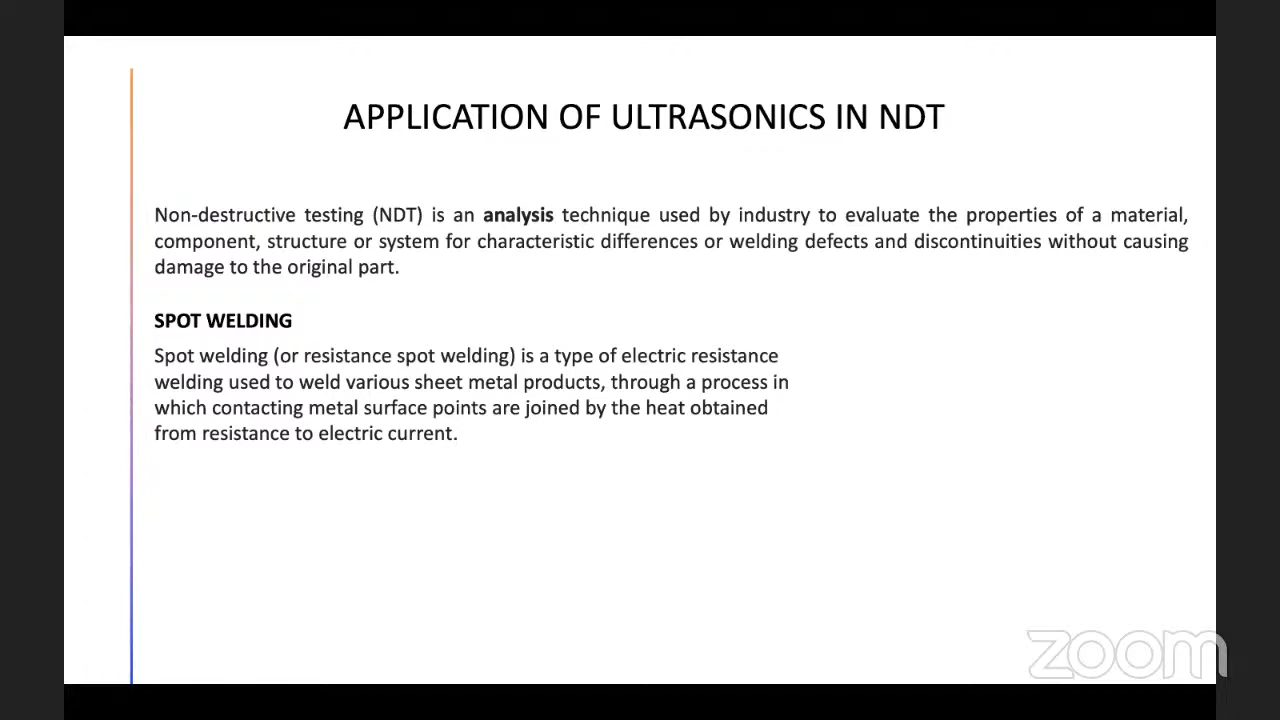 APPLICATION OF ULTRASONICS IN NDT
Non-destructive testing (NDT) is an analysis technique used by industry to evaluate the properties of a material,
component, structure or system for characteristic differences or welding defects and discontinuities without causing
damage to the original part.
SPOT WELDING
Spot welding (or resistance spot welding) is a type of electric resistance
welding used to weld various sheet metal products, through a process in
which contacting metal surface points are joined by the heat obtained
from resistance to electric current.
zoom